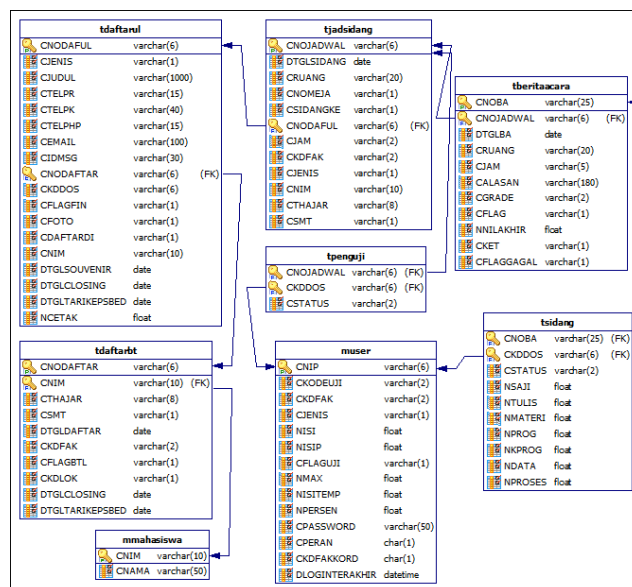 tdaftarul
CNODAFUL varchar(6)
CJENIS varchar(1)
CJUDUL varchar(1000)
CTELPR varchar(15)
CTELPK varchar(40)
CTELPHP varchar(15)
CEMAIL varchar(100)
CIDMSG varchar(30)
CNODAFTAR varchar(6) (FK)
CKDDOS varchar(6)
CFLAGFIN varchar(1)
CFOTO varchar(1)
CDAFTARDI varchar(1)
CNIM varchar(10)
DTGLSOUVENIR date
DTGLCLOSING date
DTGLTARIKEPSBED date
NCETAK float
tjadsidang
CNOJADWAL varchar(6)
DTGLSIDANG date
CRUANG varchar(20)
CNOMEJA varchar(1)
CSIDANGKE varchar(1)
CNODAFUL varchar(6) (FK)
CJAM varchar(2)
CKDFAK varchar(2)
CJENIS varchar(1)
CNIM varchar(10)
CTHAJAR varchar(8)
CSMT varchar(1)
tberitaacara
CNOBA varchar(25)
CNOJADWAL varchar(6) (FK)
DTGLBA date
CRUANG varchar(20)
CJAM varchar(5)
CALASAN varchar(180)
CGRADE varchar(2)
CFLAG varchar(1)
NNILAKHIR float
CKET varchar(1)
CFLAGGAGAL varchar(1)
tpenguji
CNOJADWAL varchar(6) (FK)
CKDDOS varchar(6) (FK)
CSTATUS varchar(2)
tsidang
CNOBA varchar(25) (FK)
CKDDOS varchar(6) (FK)
CSTATUS varchar(2)
NSAJI float
NTULIS float
NMATERI float
NPROG float
NKPROG float
NDATA float
NPROSES float
tdaftarbt
CNODAFTAR varchar(6)
CNIM varchar(10) (FK)
CTHAJAR varchar(8)
CSMT varchar(1)
DTGLDAFTAR date
CKDFAK varchar(2)
CFLAGBTL varchar(1)
CKDLOK varchar(1)
DTGLCLOSING date
DTGLTARIKEPSBED date
muser
CNIP varchar(6)
CKODEUJI varchar(2)
CKDFAK varchar(2)
CJENIS varchar(1)
NISI float
NISIP float
CFLAGUJI varchar(1)
NMAX float
NISITEMP float
NPERSEN float
CPASSWORD varchar(50)
CPERAN char(1)
CKDFAKKORD char(1)
DLOGINTERAKHIR datetime
mmahasiswa
CNIM varchar(10)
CNAMA varchar(50)